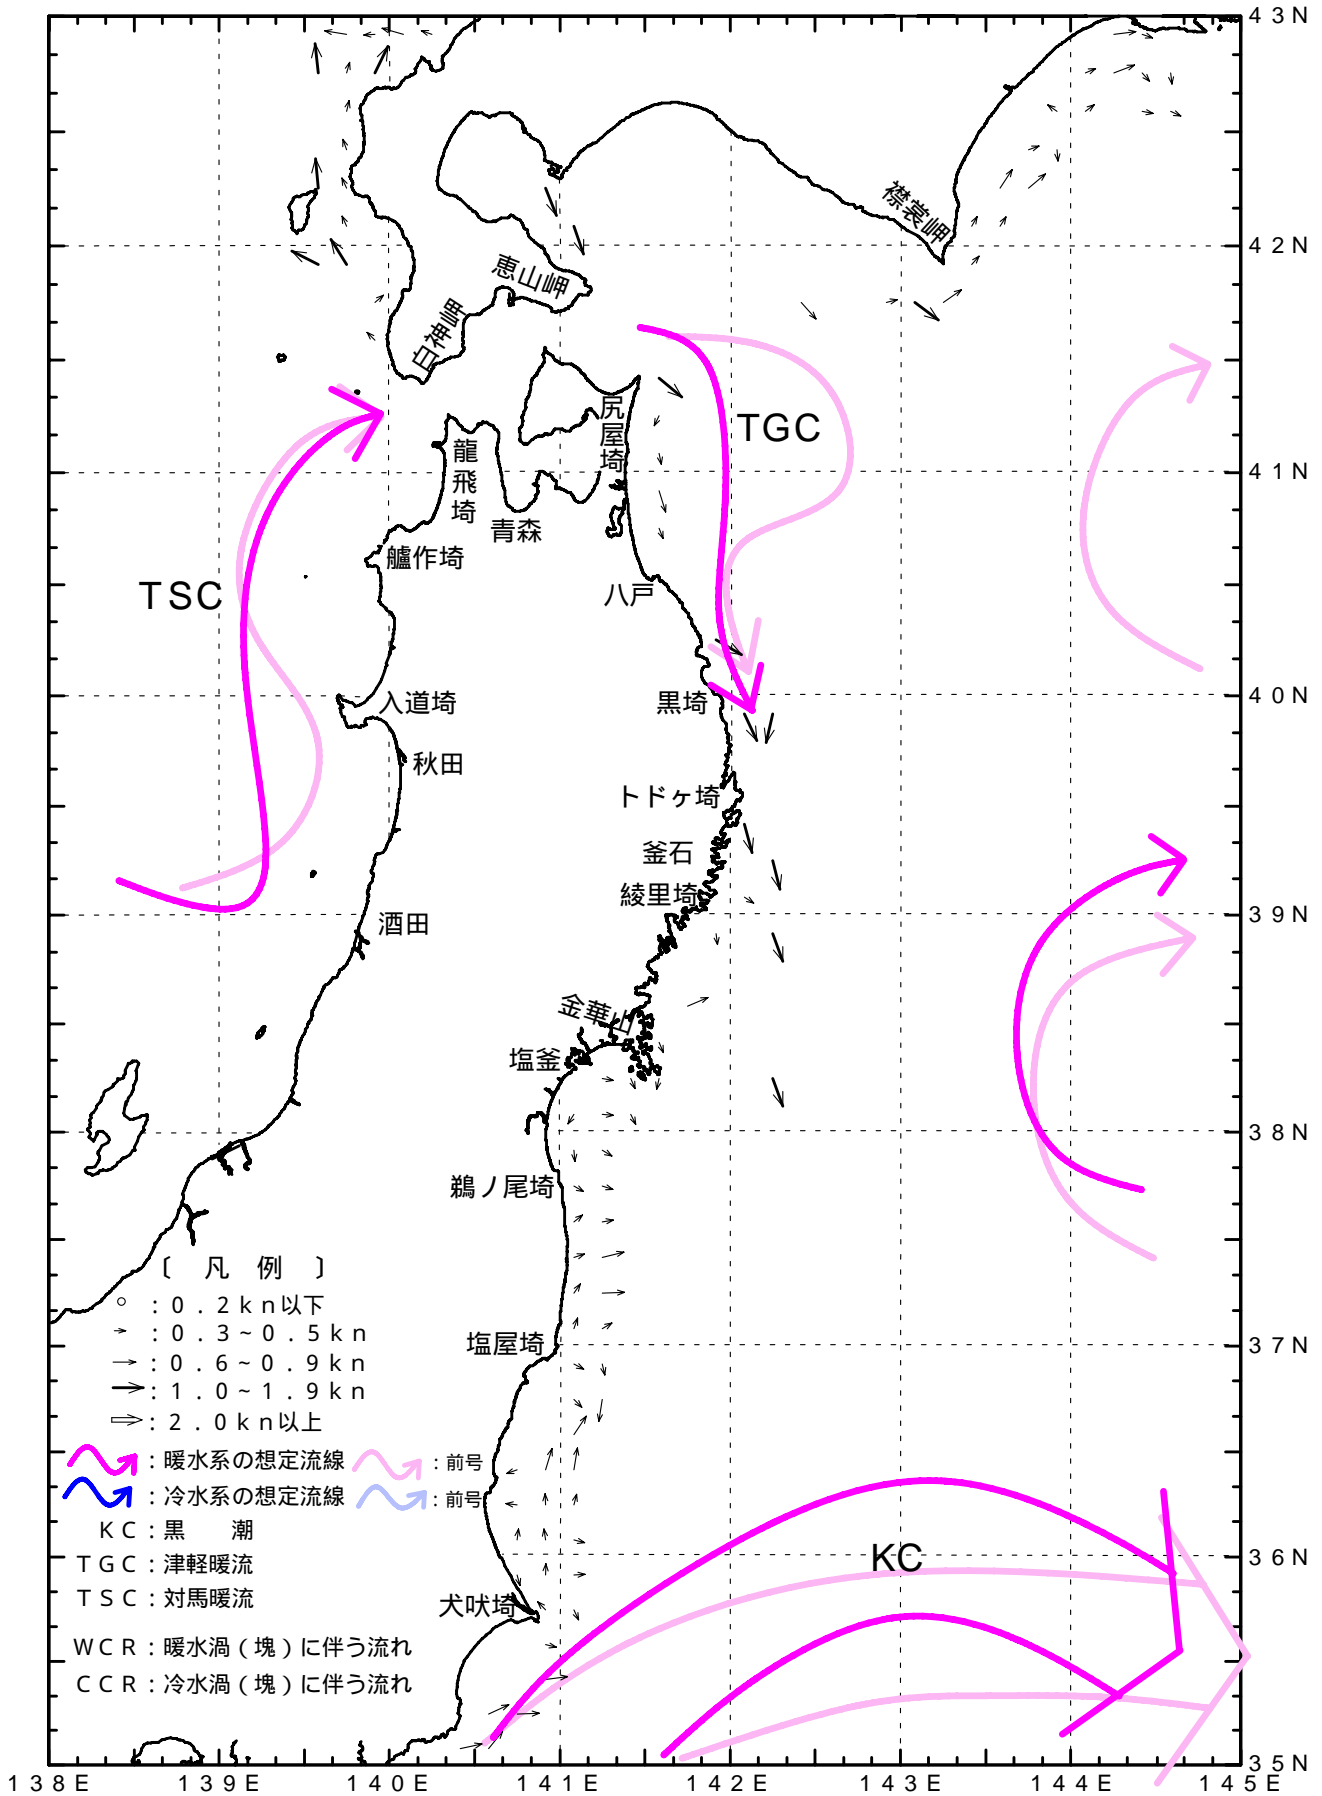 43N
襟裳岬
42N
恵山岬
白神岬
TGC
尻屋埼
41N
龍飛埼
青森
艫作埼
TSC
八戸
40N
黒埼
入道埼
秋田
トドヶ埼
釜石
綾里埼
39N
酒田
金華山
塩釜
38N
鵜ノ尾埼
〔 凡 例 〕
:0.2kn以下
:0.3~0.5kn
37N
塩屋埼
:0.6~0.9kn
:1.0~1.9kn
:2.0kn以上
:暖水系の想定流線 :前号
:冷水系の想定流線 :前号
KC:黒 潮
KC
36N
TGC:津軽暖流
TSC:対馬暖流
犬吠埼
WCR:暖水渦(塊)に伴う流れ
CCR:冷水渦(塊)に伴う流れ
35N
138E 139E 140E 141E 142E 143E 144E 145E